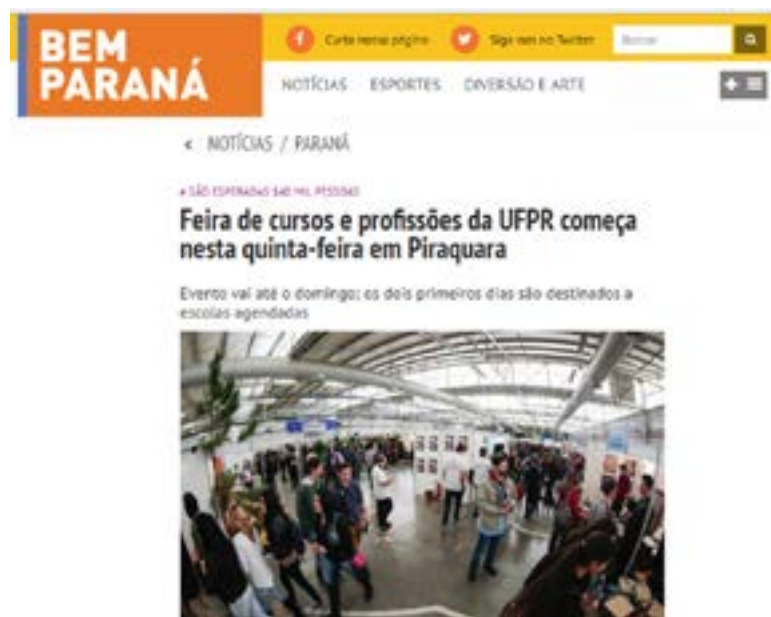 BEM
PARANÁ
Curta nossa página
Siga-nos no Twitter
Buscar
NOTÍCIAS ESPORTES DIVERSÃO E ARTE
< NOTÍCIAS / PARANÁ
SÃO ESPERADAS MIL PESSOAS
Feira de cursos e profissões da UFPR começa
nesta quinta-feira em Piraquara
Evento vai até o domingo; os dois primeiros dias são destinados a
escolas agendadas